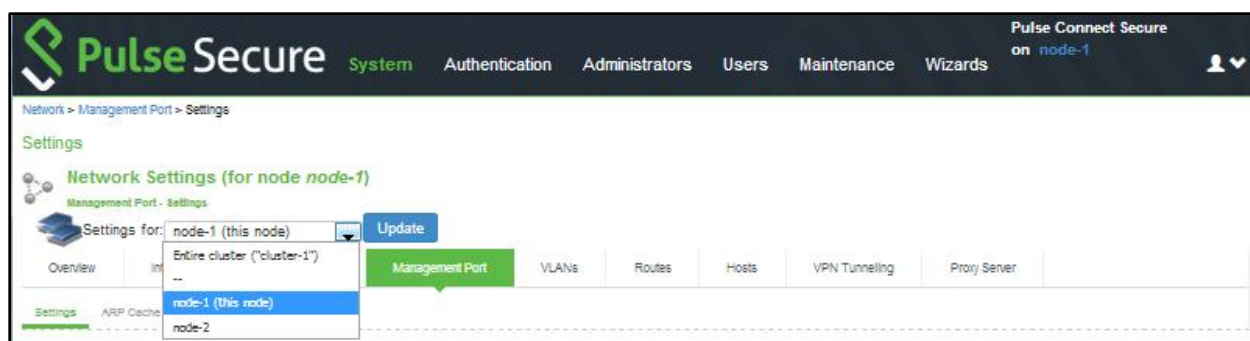 Pulse Connect Secure
on node-1
Pulse Secure System Authentication Administrators Users Maintenance Wizards
Network > Management Port > Settings
Settings
Network Settings (for node node-1)
Management Port - Settings
Settings for: node-1 (this node) Update
Entire cluster ("cluster-1")
--
node-1 (this node)
node-2
Overview Management Port VLANs Routes Hosts VPN Tunneling Proxy Server
Settings ARP Cache